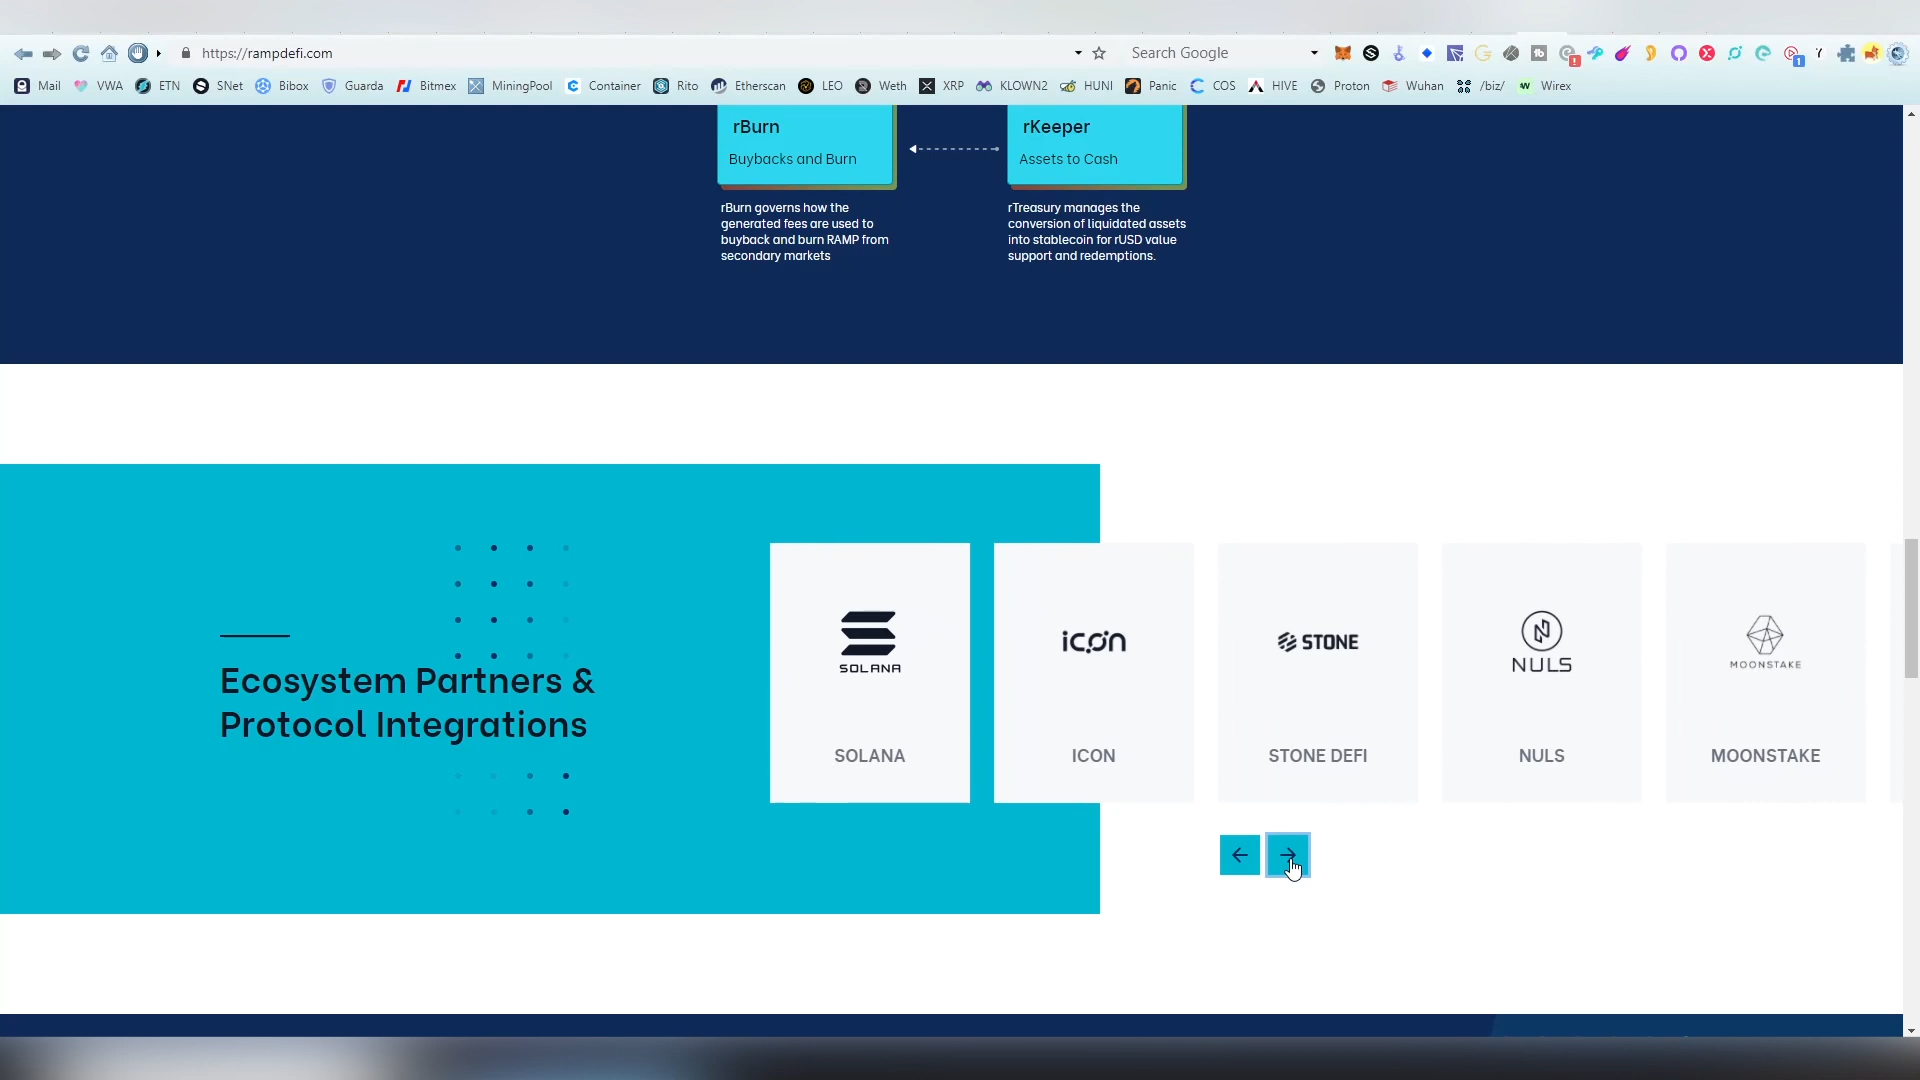 https://rampdefi.com
Search Google
Mail VWA ETN SNet Bibox Guarda Bitmex MiningPool Container Rito Etherscan LEO Weth XRP KLOWN2 HUNI Panic COS HIVE Proton Wuhan /biz/ Wirex
rBurn
Buybacks and Burn
rBurn governs how the
generated fees are used to
buyback and burn RAMP from
secondary markets
rKeeper
Assets to Cash
rTreasury manages the
conversion of liquidated assets
into stablecoin for rUSD value
support and redemptions.
Ecosystem Partners &
Protocol Integrations
SOLANA
SOLANA
icon
ICON
STONE
STONE DEFI
NULS
NULS
MOONSTAKE
MOONSTAKE